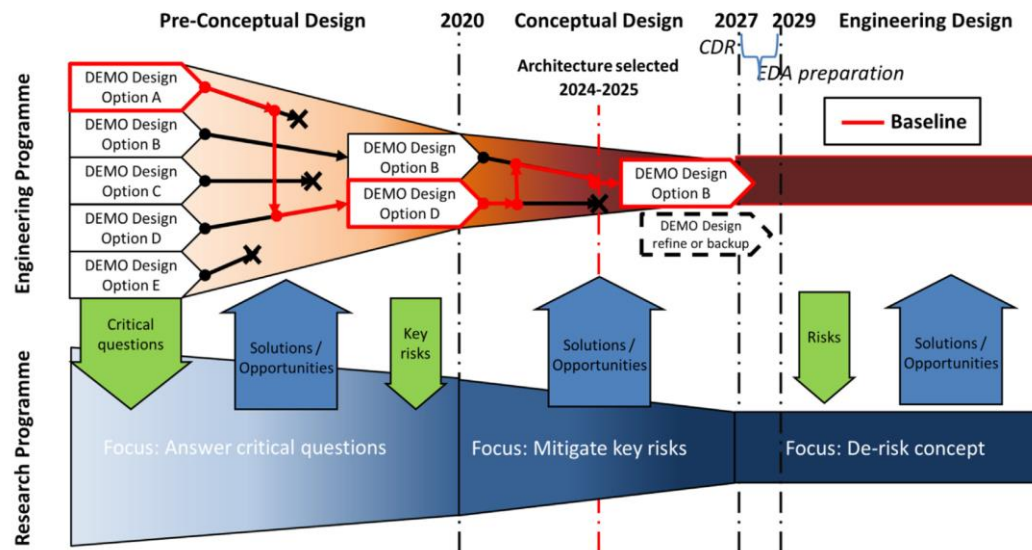 Pre-Conceptual Design
2020
Conceptual Design
2027
2029
Engineering Design
CDR
EDA preparation
Architecture selected
2024-2025
Baseline
Engineering Programme
DEMO Design
Option A
DEMO Design
Option B
DEMO Design
Option C
DEMO Design
Option D
DEMO Design
Option E
DEMO Design
Option B
DEMO Design
Option D
DEMO Design
Option B
DEMO Design
refine or backup
Critical
questions
Solutions /
Opportunities
Key
risks
Solutions /
Opportunities
Risks
Solutions /
Opportunities
Research Programme
Focus: Answer critical questions
Focus: Mitigate key risks
Focus: De-risk concept